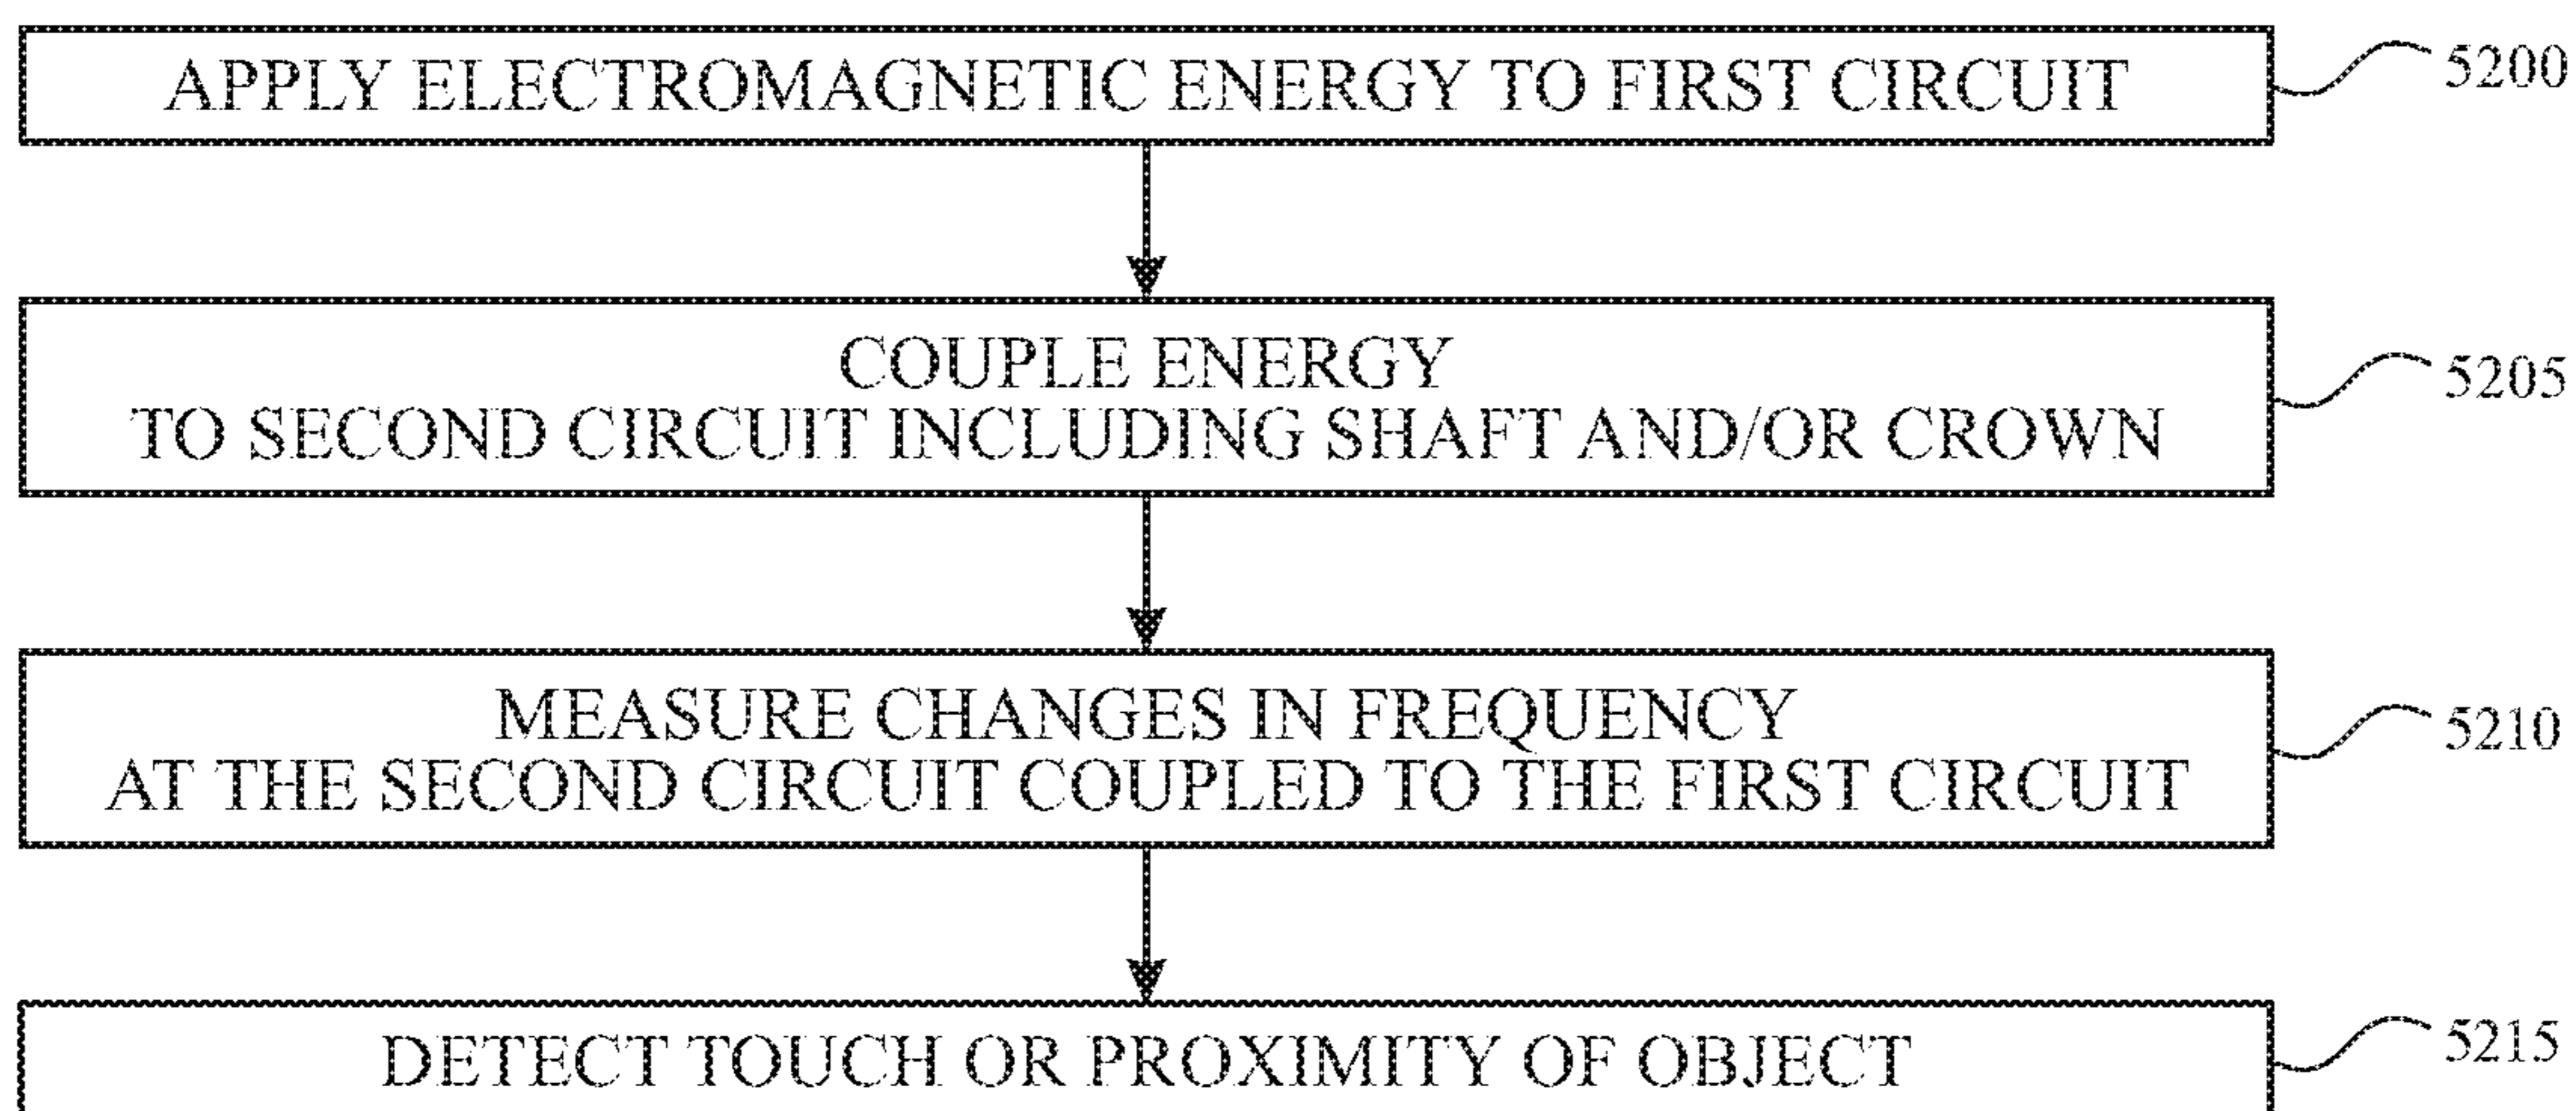 APPLY ELECTROMAGNETIC ENERGY TO FIRST CIRCUIT
5200
COUPLE ENERGY
TO SECOND CIRCUIT INCLUDING SHAFT AND/OR CROWN
5205
MEASURE CHANGES IN FREQUENCY
AT THE SECOND CIRCUIT COUPLED TO THE FIRST CIRCUIT
5210
DETECT TOUCH OR PROXIMITY OF OBJECT
5215